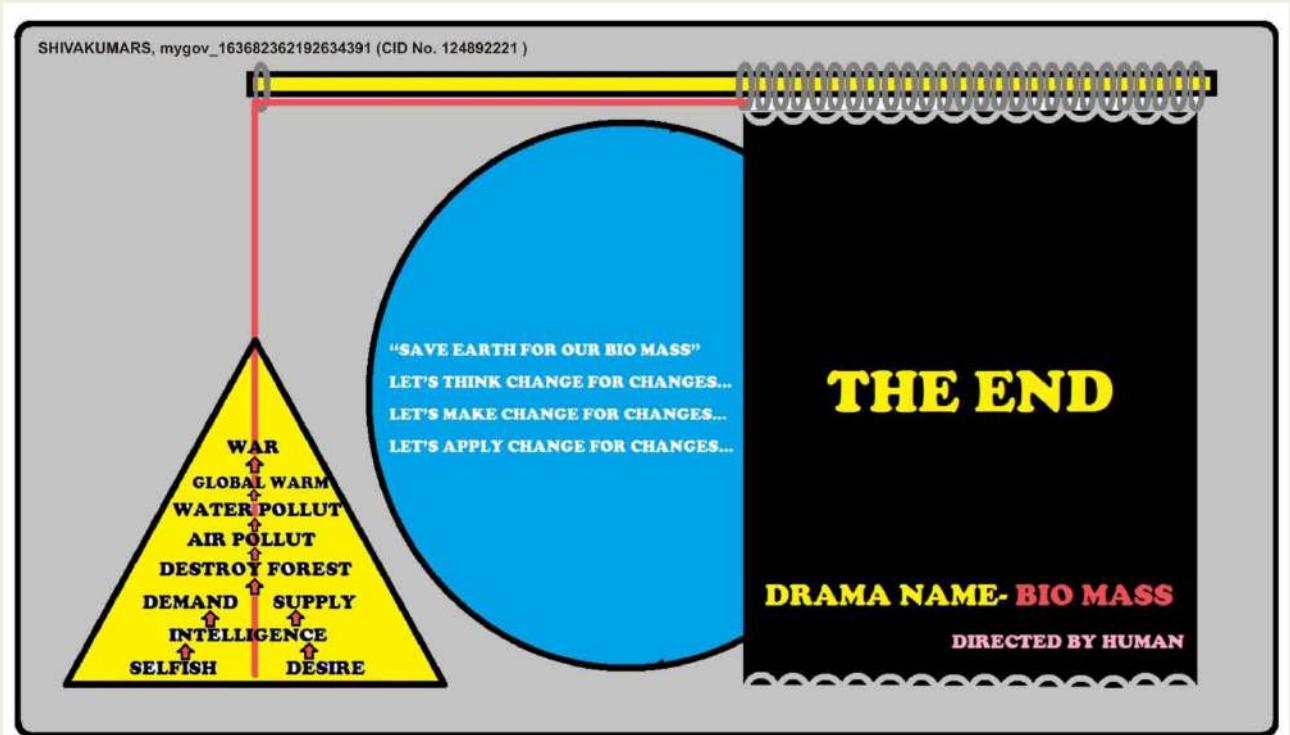 SHIVAKUMARS, mygov_163682362192634391 (CID No. 124892221 )
"SAVE EARTH FOR OUR BIO MASS"
LET'S THINK CHANGE FOR CHANGES...
LET'S MAKE CHANGE FOR CHANGES...
LET'S APPLY CHANGE FOR CHANGES...
THE END
DRAMA NAME- BIO MASS
DIRECTED BY HUMAN
WAR
GLOBAL WARM
WATER POLLUT
AIR POLLUT
DESTROY FOREST
DEMAND SUPPLY
INTELLIGENCE
SELFISH DESIRE